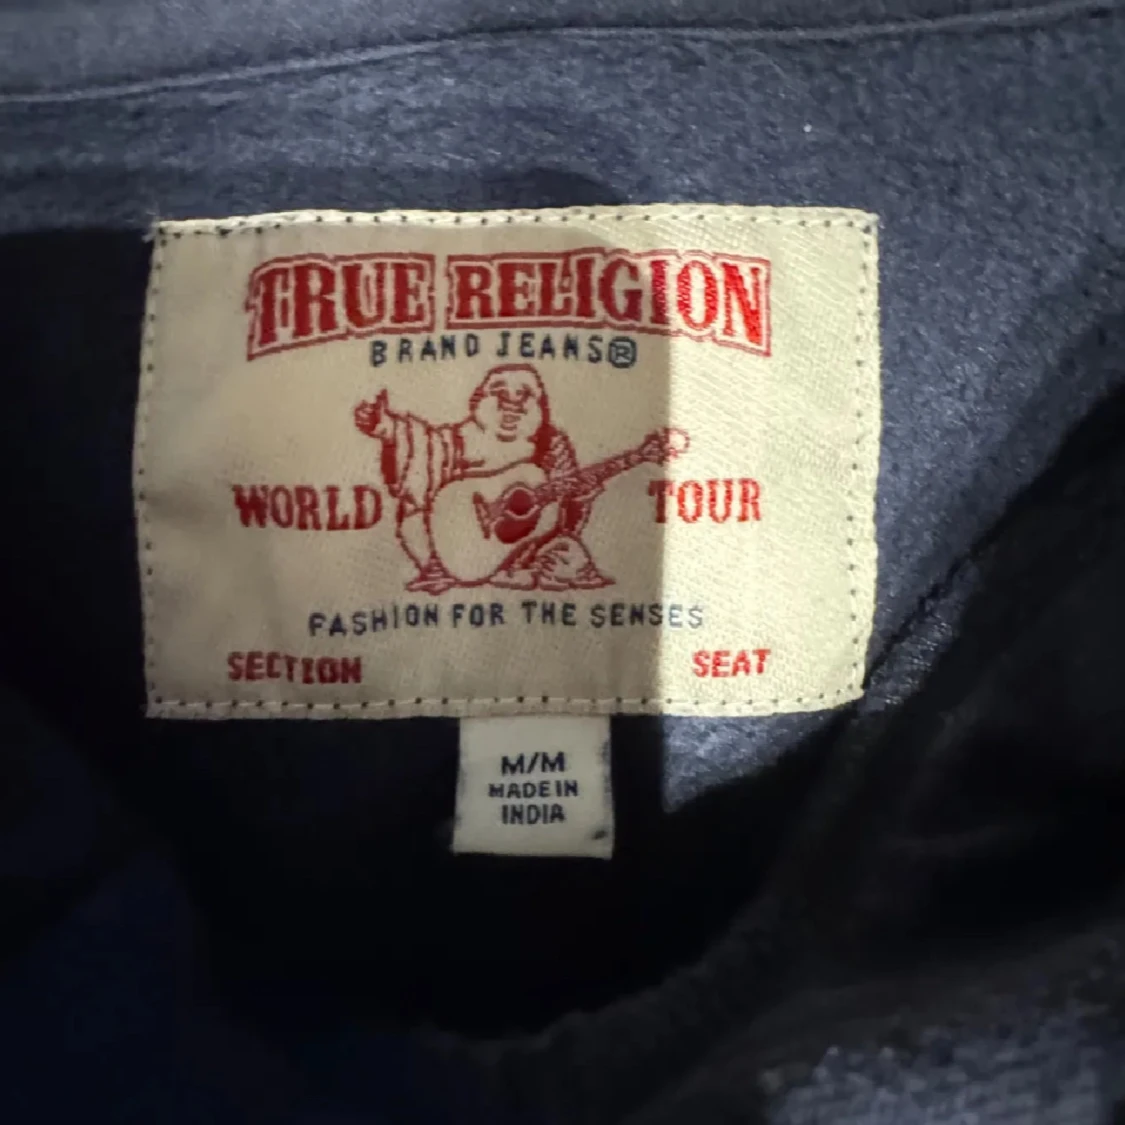 TRUE RELIGION
BRAND JEANS®
WORLD TOUR
FASHION FOR THE SENSES
SECTION SEAT
M/M
MADE IN
INDIA